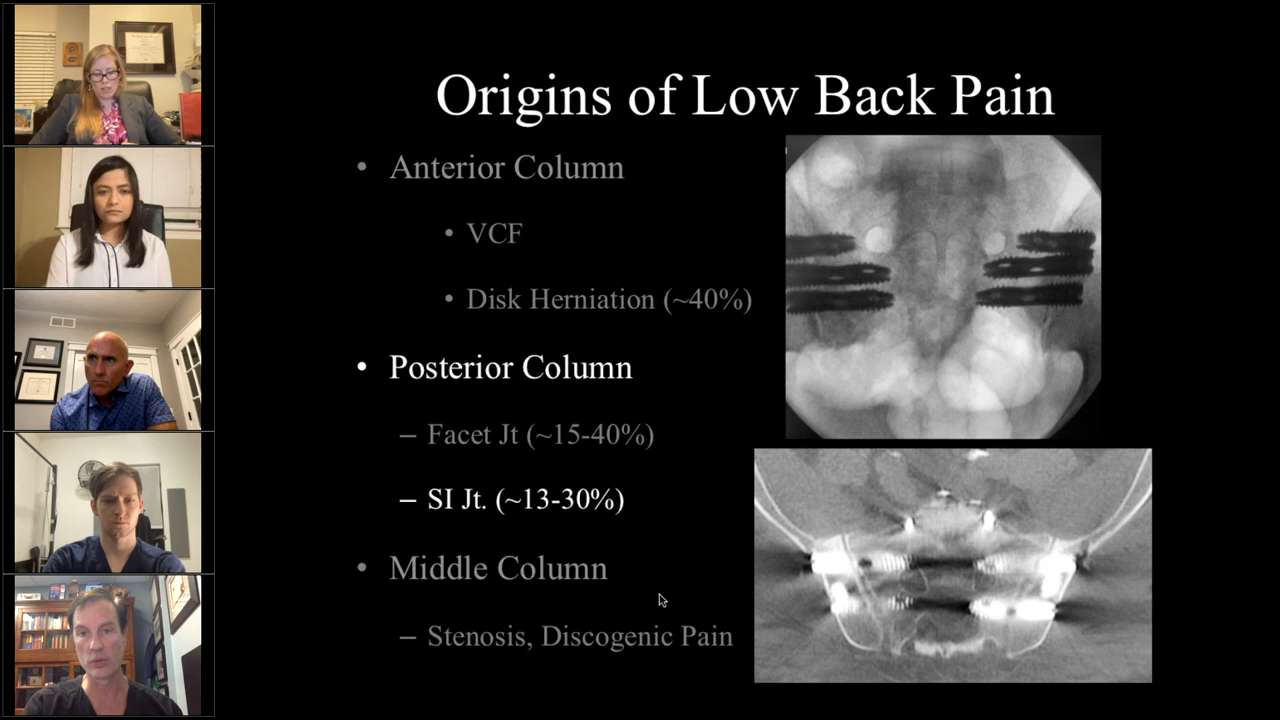 Origins of Low Back Pain
• Anterior Column
• VCF
• Disk Herniation (~40%)
• Posterior Column
– Facet Jt (~15-40%)
– SI Jt. (~13-30%)
• Middle Column
– Stenosis, Discogenic Pain